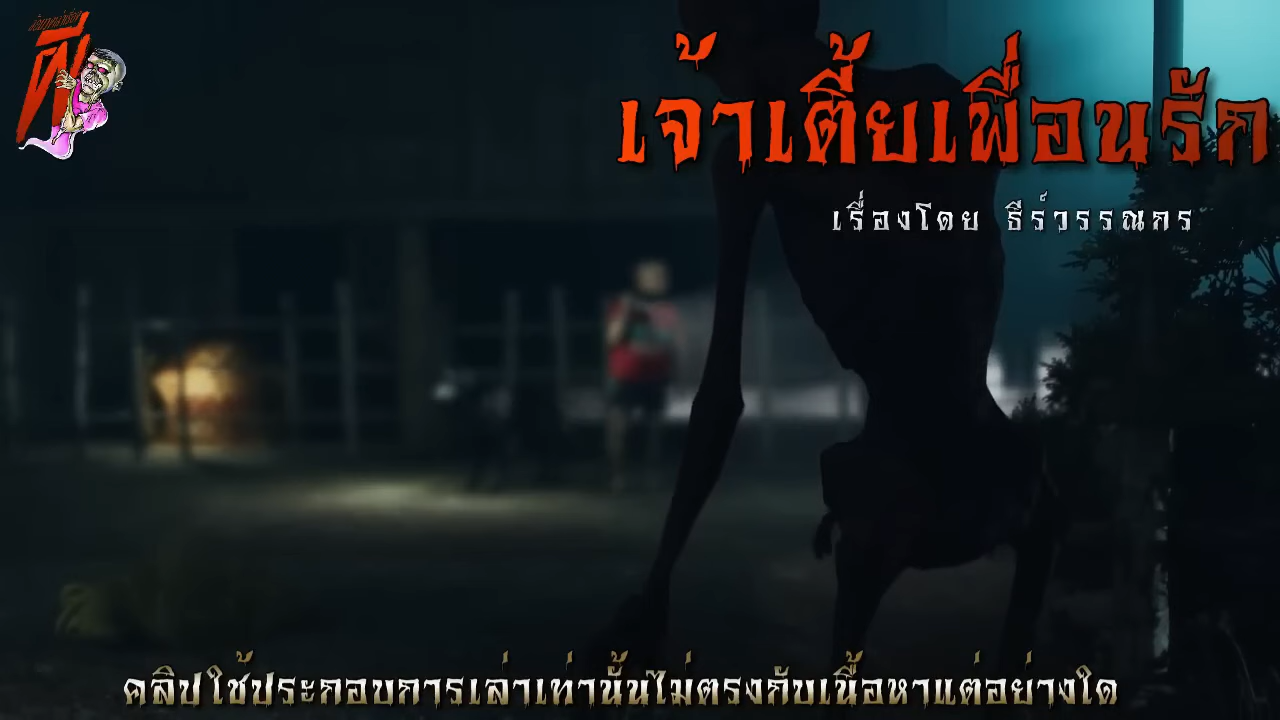 ผี
เจ้าเตี้ยเพื่อนรัก
เรื่องโดย ธีร์วรรณกร
คลิปใช้ประกอบการเล่าเท่านั้นไม่ตรงกับเนื้อหาแต่อย่างใด